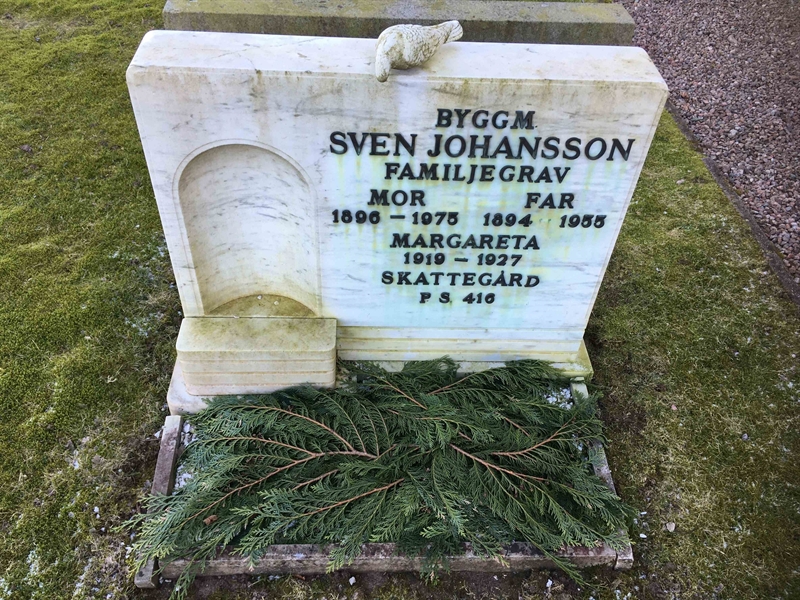 BYGGM.
SVEN JOHANSSON
FAMILJEGRAV
MOR FAR
1896 – 1975 1894 1955
MARGARETA
1919 – 1927
SKATTEGÅRD
P S. 416